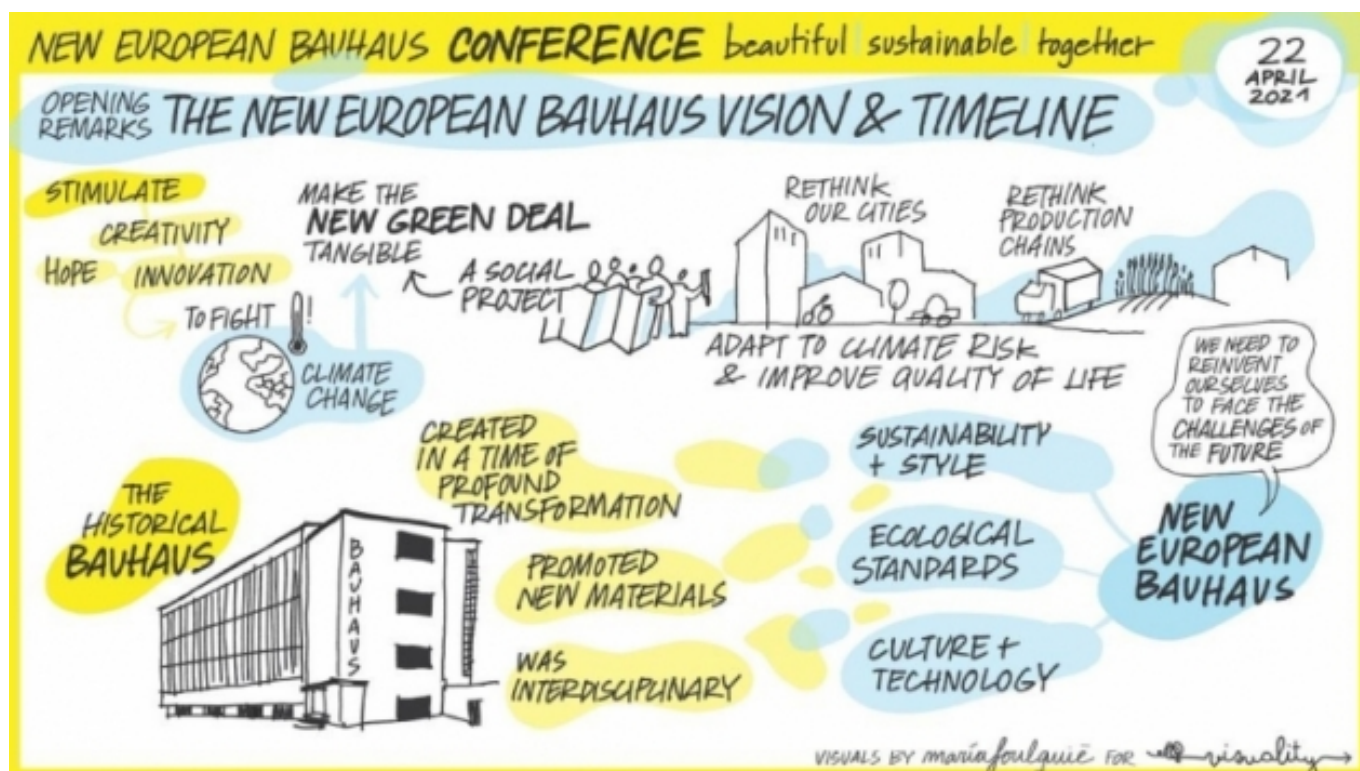 NEW EUROPEAN BAUHAUS CONFERENCE beautiful sustainable together
22
APRIL
2021
OPENING
REMARKS
THE NEW EUROPEAN BAUHAUS VISION & TIMELINE
STIMULATE
CREATIVITY
HOPE INNOVATION
TO FIGHT
CLIMATE
CHANGE
MAKE THE
NEW GREEN DEAL
TANGIBLE
A SOCIAL
PROJECT
RETHINK
OUR CITIES
RETHINK
PRODUCTION
CHAINS
ADAPT TO CLIMATE RISK
& IMPROVE QUALITY OF LIFE
WE NEED TO
REINVENT
OURSELVES
TO FACE THE
CHALLENGES OF
THE FUTURE
THE
HISTORICAL
BAUHAUS
BAUHAUS
CREATED
IN A TIME OF
PROFOUND
TRANSFORMATION
PROMOTED
NEW MATERIALS
WAS
INTERDISCIPLINARY
SUSTAINABILITY
+ STYLE
ECOLOGICAL
STANDARDS
CULTURE +
TECHNOLOGY
NEW
EUROPEAN
BAUHAUS
VISUALS BY maríafoulquié FOR visuality